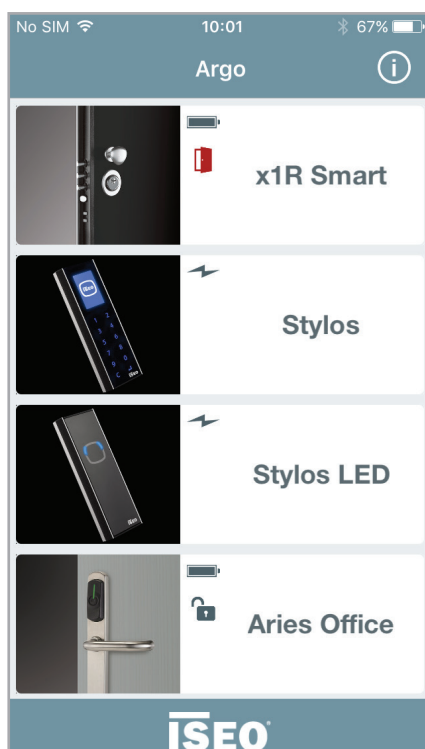 No SIM 10:01 67%
Argo
x1R Smart
Stylos
Stylos LED
Aries Office
ISEO